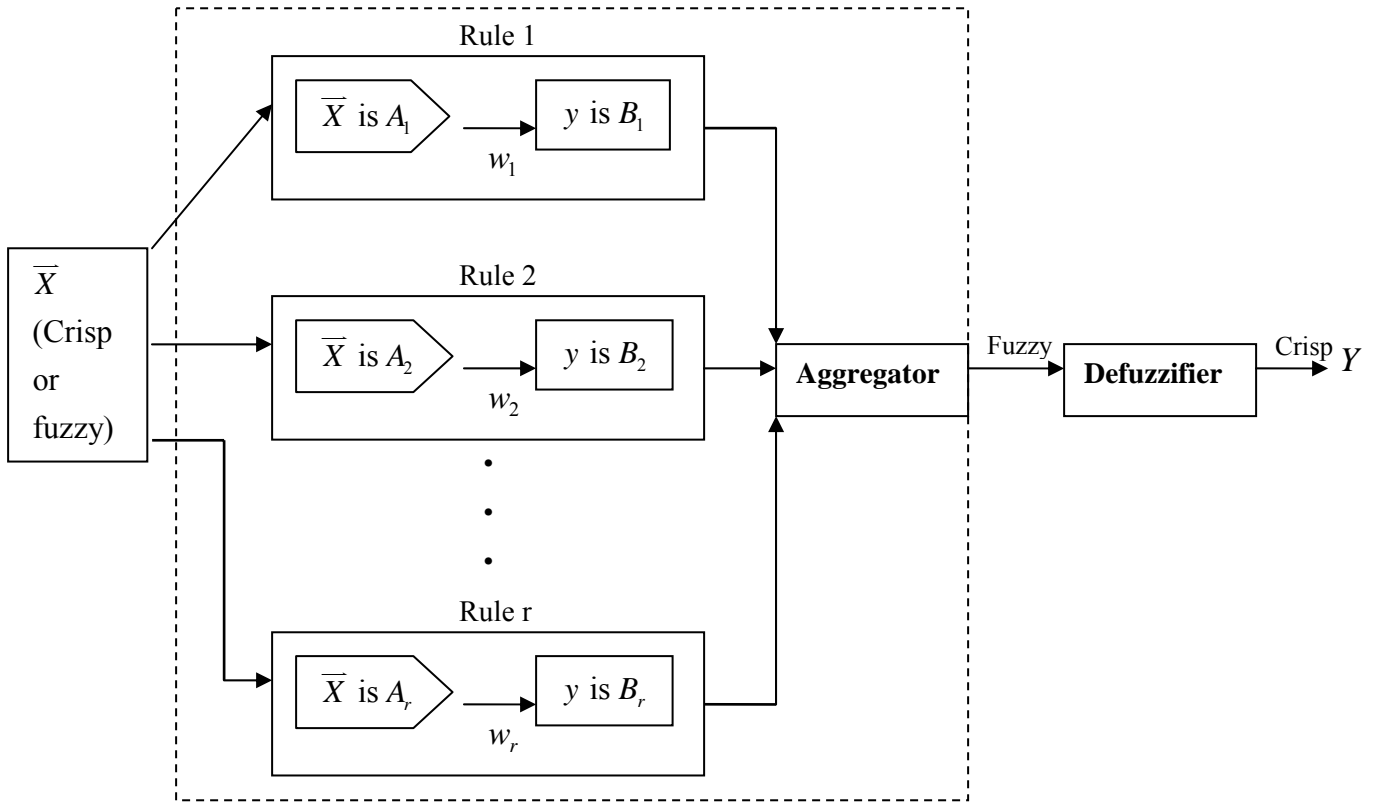 Rule 1
X⃗ is A₁
w₁
y is B₁
Rule 2
X⃗
(Crisp
or
fuzzy)
X⃗ is A₂
w₂
y is B₂
Aggregator
Fuzzy
Defuzzifier
Crisp Y
Rule r
X⃗ is Aᵣ
wᵣ
y is Bᵣ